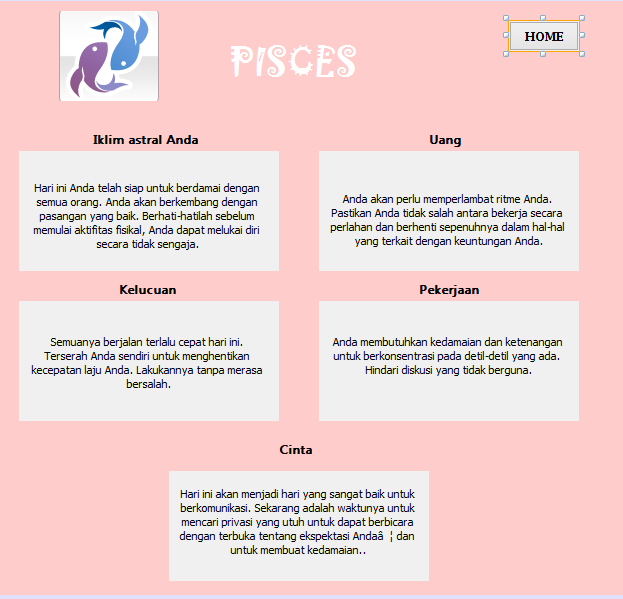 PISCES
HOME
Iklim astral Anda
Hari ini Anda telah siap untuk berdamai dengan
semua orang. Anda akan berkembang dengan
pasangan yang baik. Berhati-hatilah sebelum
memulai aktifitas fisikal, Anda dapat melukai diri
secara tidak sengaja.
Uang
Anda akan perlu memperlambat ritme Anda.
Pastikan Anda tidak salah antara bekerja secara
perlahan dan berhenti sepenuhnya dalam hal-hal
yang terkait dengan keuntungan Anda.
Kelucuan
Semuanya berjalan terlalu cepat hari ini.
Terserah Anda sendiri untuk menghentikan
kecepatan laju Anda. Lakukannya tanpa merasa
bersalah.
Pekerjaan
Anda membutuhkan kedamaian dan ketenangan
untuk berkonsentrasi pada detil-detil yang ada.
Hindari diskusi yang tidak berguna.
Cinta
Hari ini akan menjadi hari yang sangat baik untuk
berkomunikasi. Sekarang adalah waktunya untuk
mencari privasi yang utuh untuk dapat berbicara
dengan terbuka tentang ekspektasi Andaâ ¦ dan
untuk membuat kedamaian..